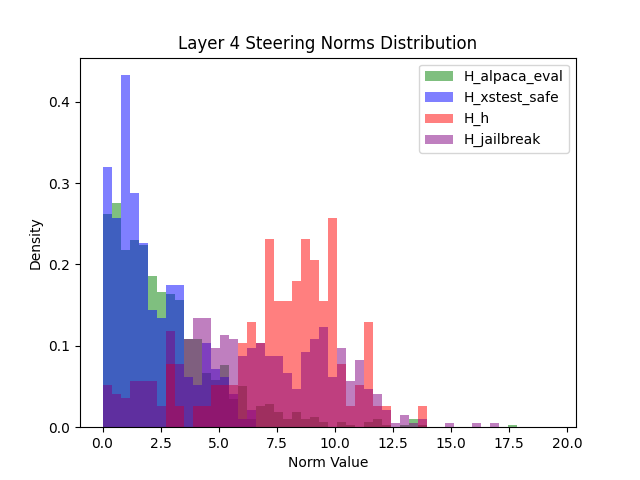 Layer 4 Steering Norms Distribution
H_alpaca_eval
H_xstest_safe
H_h
H_jailbreak
Density
0.4
0.3
0.2
0.1
0.0
0.0 2.5 5.0 7.5 10.0 12.5 15.0 17.5 20.0
Norm Value